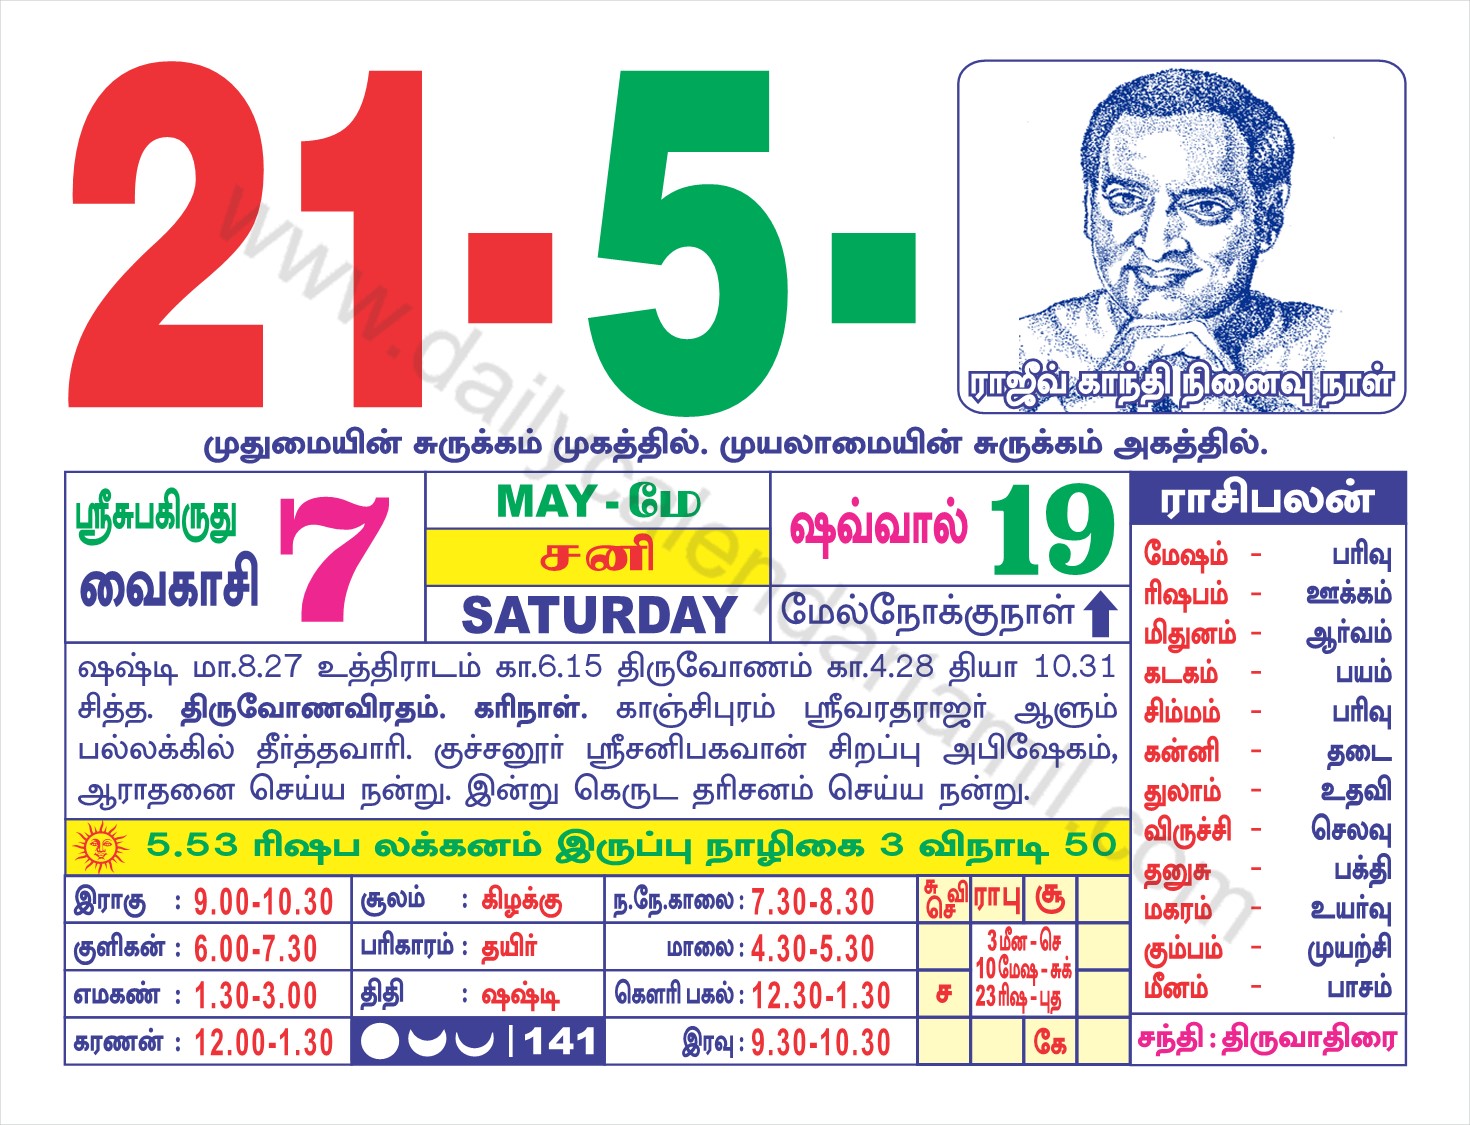 21-5-
ராஜீவ் காந்தி நினைவு நாள்
முதுமையின் சுருக்கம் முகத்தில். முயலாமையின் சுருக்கம் அகத்தில்.
ஸ்ரீசுபகிருது
வைகாசி 7
MAY - மே
சனி
SATURDAY
ஷவ்வால் 19
மேல்நோக்குநாள்
ஷஷ்டி மா.8.27 உத்திராடம் கா.6.15 திருவோணம் கா.4.28 தியா 10.31
சித்த. திருவோணவிரதம். கரிநாள். காஞ்சிபுரம் ஸ்ரீவரதராஜர் ஆளும்
பல்லக்கில் தீர்த்தவாரி. குச்சனூர் ஸ்ரீசனிபகவான் சிறப்பு அபிஷேகம்,
ஆராதனை செய்ய நன்று. இன்று கெருட தரிசனம் செய்ய நன்று.
5.53 ரிஷப லக்கனம் இருப்பு நாழிகை 3 விநாடி 50
இராகு : 9.00-10.30
குளிகன் : 6.00-7.30
எமகண் : 1.30-3.00
கரணன் : 12.00-1.30
சூலம் : கிழக்கு
பரிகாரம் : தயிர்
திதி : ஷஷ்டி
141
ந.நே.காலை : 7.30-8.30
மாலை : 4.30-5.30
கௌரி பகல் : 12.30-1.30
இரவு : 9.30-10.30
சு வி செ
ராபு
சூ
3 மீன - செ
10 மேஷ - சுக்
23 ரிஷ - புத
ச
கே
ராசிபலன்
மேஷம் - பரிவு
ரிஷபம் - ஊக்கம்
மிதுனம் - ஆர்வம்
கடகம் - பயம்
சிம்மம் - பரிவு
கன்னி - தடை
துலாம் - உதவி
விருச்சி - செலவு
தனுசு - பக்தி
மகரம் - உயர்வு
கும்பம் - முயற்சி
மீனம் - பாசம்
சந்தி : திருவாதிரை
www.dailycalendartamil.com